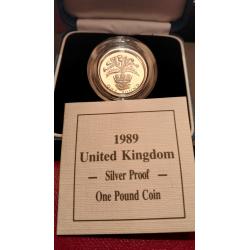 1989
United Kingdom
— Silver Proof —
One Pound Coin